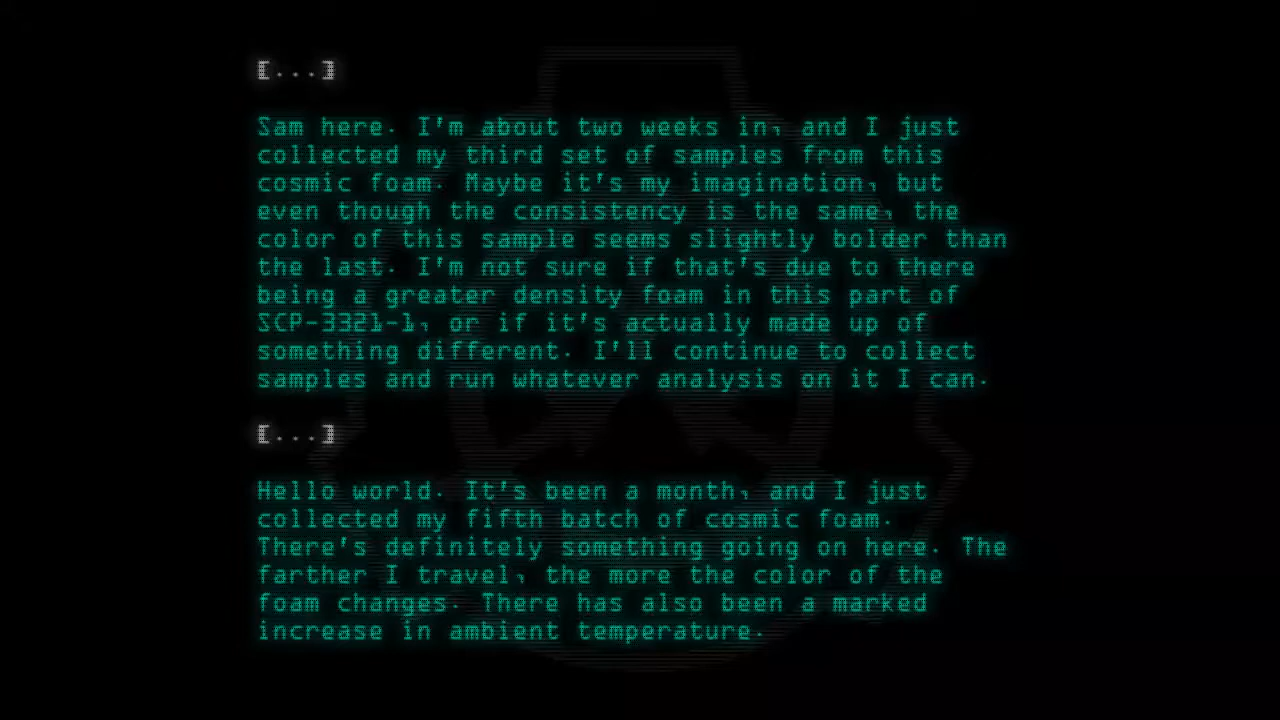 [...]
Sam here. I'm about two weeks in, and I just
collected my third set of samples from this
cosmic foam. Maybe it's my imagination, but
even though the consistency is the same, the
color of this sample seems slightly bolder than
the last. I'm not sure if that's due to there
being a greater density foam in this part of
SCP-3321-1, or if it's actually made up of
something different. I'll continue to collect
samples and run whatever analysis on it I can.
[...]
Hello world. It's been a month, and I just
collected my fifth batch of cosmic foam.
There's definitely something going on here. The
farther I travel, the more the color of the
foam changes. There has also been a marked
increase in ambient temperature.